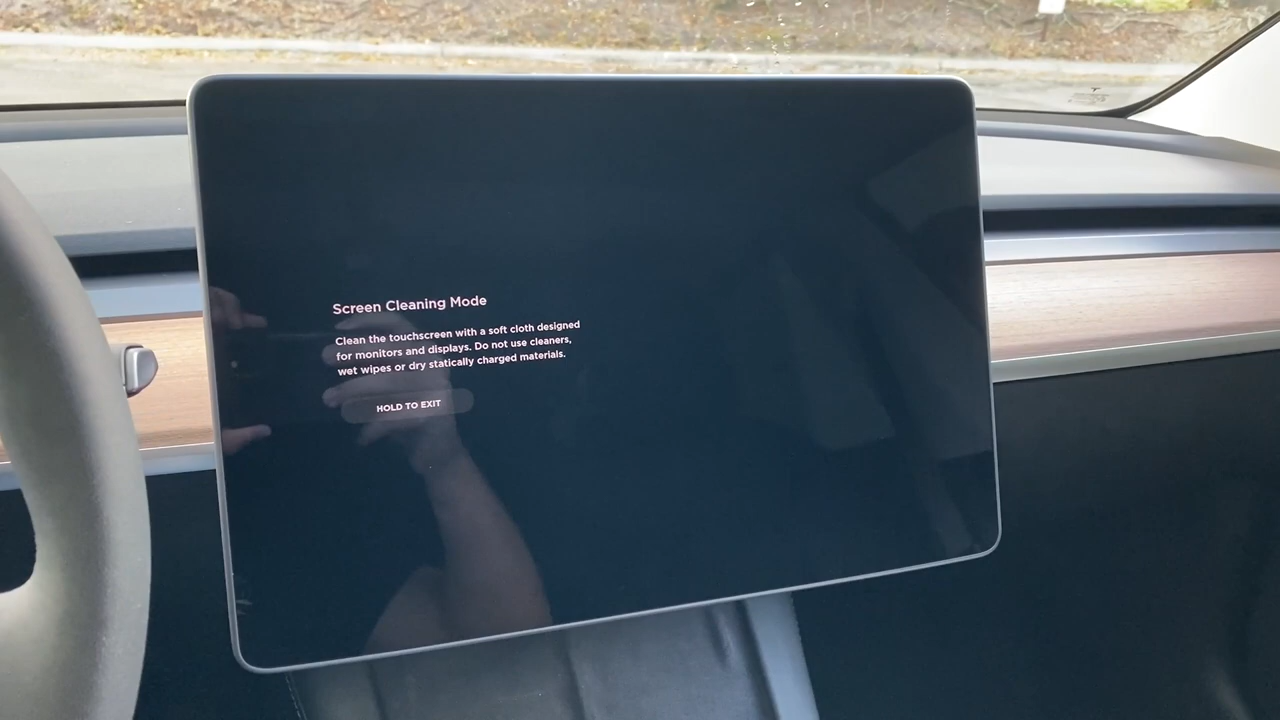 Screen Cleaning Mode
Clean the touchscreen with a soft cloth designed
for monitors and displays. Do not use cleaners,
wet wipes or dry statically charged materials.
HOLD TO EXIT